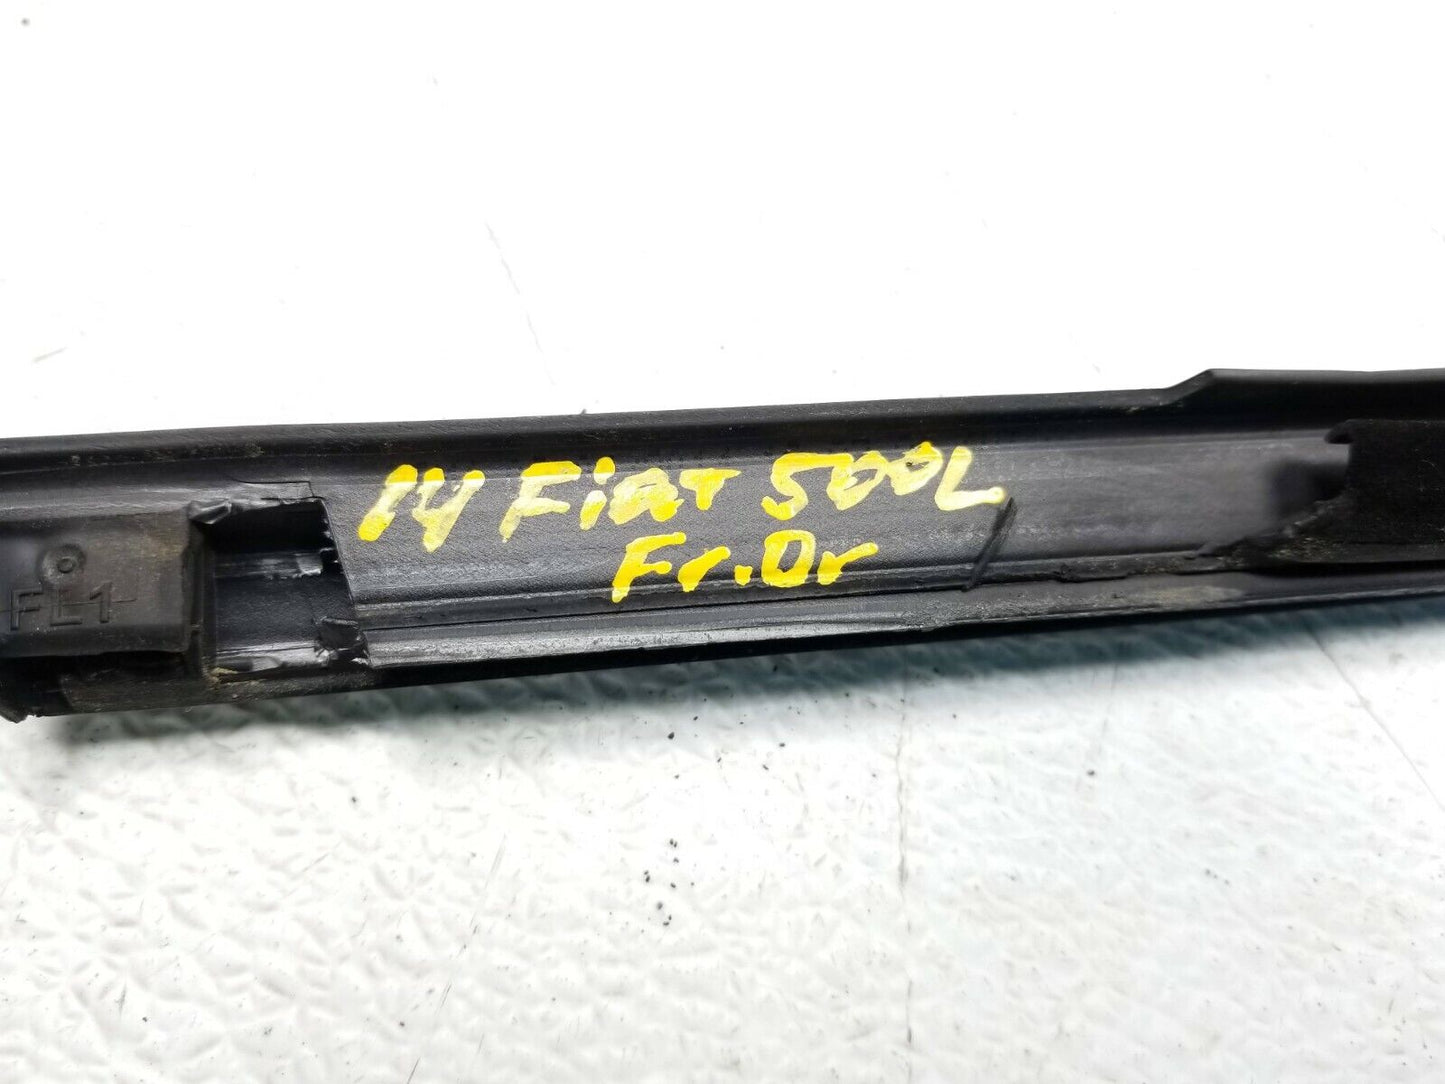 14 Fiat 500L
Fr. Dr
FL1